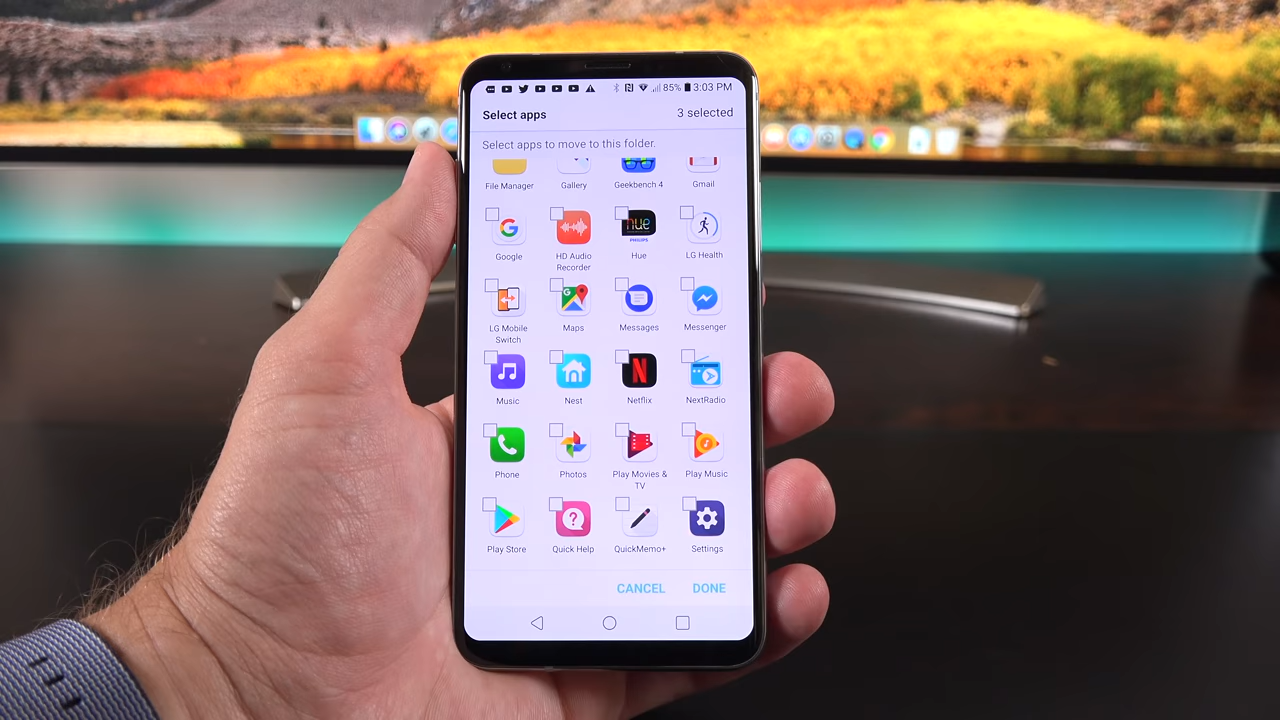 85% 3:03 PM
Select apps 3 selected
Select apps to move to this folder.
File Manager Gallery Geekbench 4 Gmail
hue
PHILIPS
Google HD Audio Recorder Hue LG Health
LG Mobile Switch Maps Messages Messenger
Music Nest Netflix NextRadio
Phone Photos Play Movies & TV Play Music
Play Store Quick Help QuickMemo+ Settings
CANCEL DONE